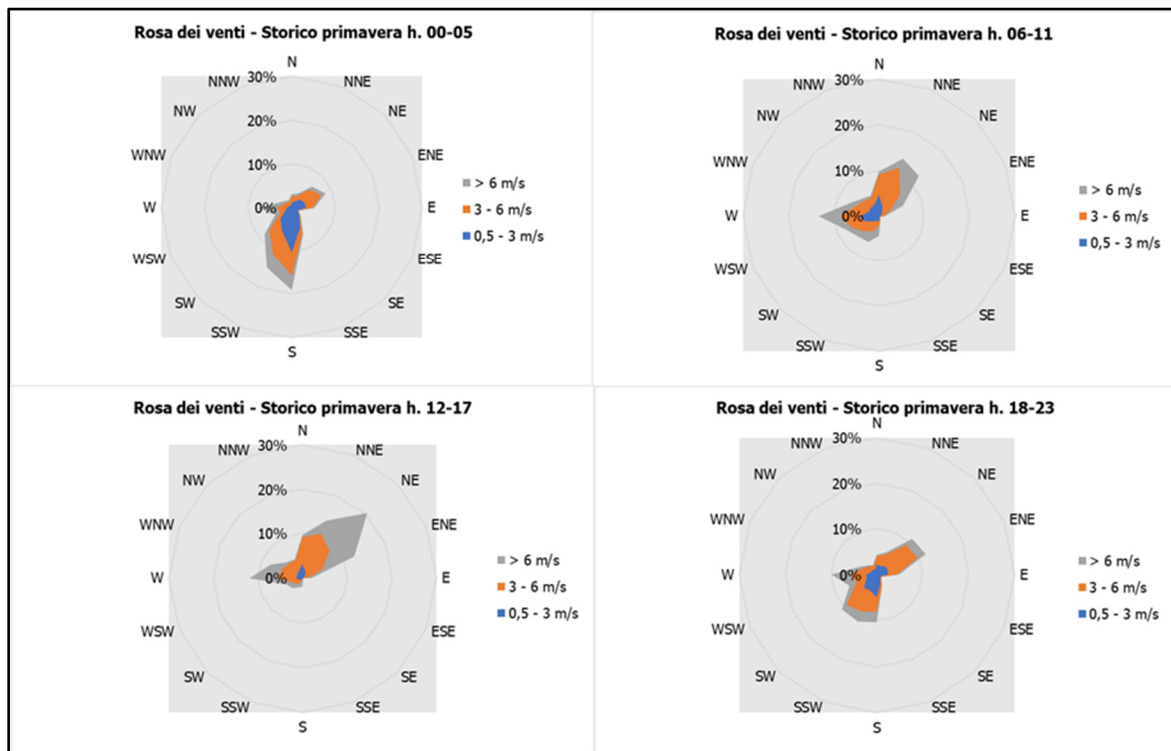 Rosa dei venti - Storico primavera h. 00-05
N
NNW
30%
NNE
NW
NE
20%
WNW
ENE
10%
W
0%
E
WSW
ESE
SW
SE
SSW
SSE
S
> 6 m/s
3 - 6 m/s
0,5 - 3 m/s
Rosa dei venti - Storico primavera h. 06-11
N
NNW
30%
NNE
NW
NE
20%
WNW
ENE
10%
W
0%
E
WSW
ESE
SW
SE
SSW
SSE
S
> 6 m/s
3 - 6 m/s
0,5 - 3 m/s
Rosa dei venti - Storico primavera h. 12-17
N
NNW
30%
NNE
NW
NE
20%
WNW
ENE
10%
W
0%
E
WSW
ESE
SW
SE
SSW
SSE
S
> 6 m/s
3 - 6 m/s
0,5 - 3 m/s
Rosa dei venti - Storico primavera h. 18-23
N
NNW
30%
NNE
NW
NE
20%
WNW
ENE
10%
W
0%
E
WSW
ESE
SW
SE
SSW
SSE
S
> 6 m/s
3 - 6 m/s
0,5 - 3 m/s